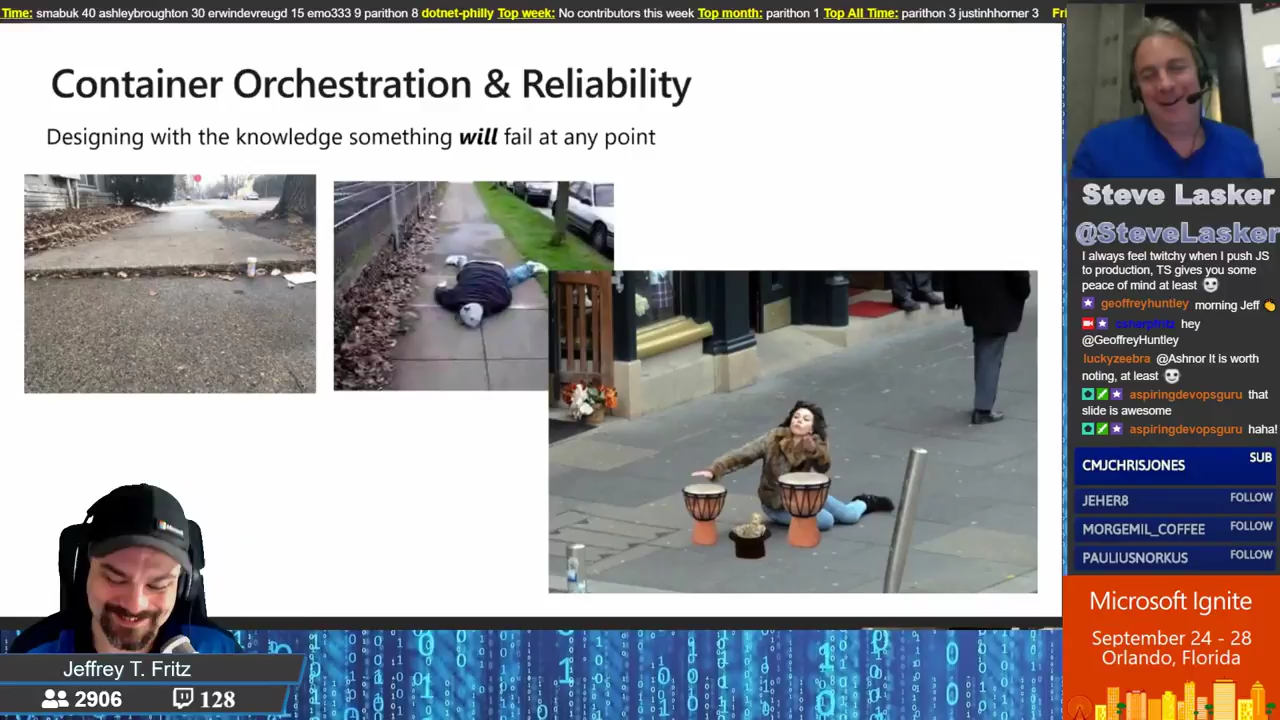 Time: smabuk 40 ashleybroughton 30 erwindevreugd 15 emo333 9 parithon 8 dotnet-philly Top week: No contributors this week Top month: parithon 1 Top All Time: parithon 3 justinhhorner 3 Fri
Container Orchestration & Reliability
Designing with the knowledge something will fail at any point
Steve Lasker
@SteveLasker
I always feel twitchy when I push JS
to production, TS gives you some
peace of mind at least
geoffreyhuntley morning Jeff
csharpfritz hey
@GeoffreyHuntley
luckyzeebra @Ashnor It is worth
noting, at least
aspiringdevopsguru that
slide is awesome
aspiringdevopsguru haha!
CMJCHRISJONES SUB
JEHER8 FOLLOW
MORGEMIL_COFFEE FOLLOW
PAULIUSNORKUS FOLLOW
Microsoft Ignite
September 24 - 28
Orlando, Florida
Jeffrey T. Fritz
2906 128